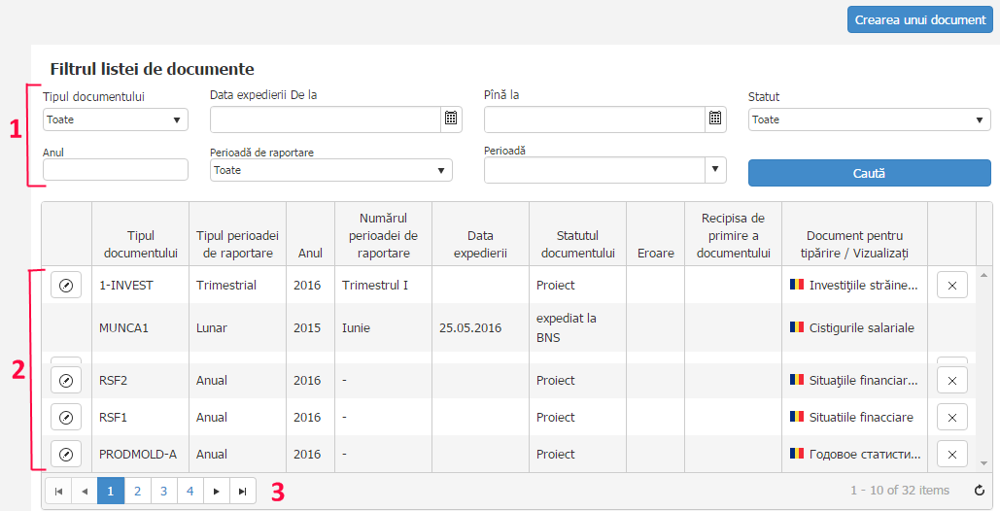 Crearea unui document
Filtrul listei de documente
Tipul documentului
Data expedierii De la
Pînă la
Statut
Toate
Toate
1
Anul
Perioadă de raportare
Perioadă
Toate
Caută
Tipul documentului
Tipul perioadei de raportare
Anul
Numărul perioadei de raportare
Data expedierii
Statutul documentului
Eroare
Recipisa de primire a documentului
Document pentru tipărire / Vizualizați
1-INVEST Trimestrial 2016 Trimestrul I Proiect Investiţiile străine...
MUNCA1 Lunar 2015 Iunie 25.05.2016 expediat la BNS Cistigurile salariale
2
RSF2 Anual 2016 - Proiect Situaţiile financiar...
RSF1 Anual 2016 - Proiect Situatiile finacciare
PRODMOLD-A Anual 2016 - Proiect Годовое статисти...
1 2 3 4
3
1 - 10 of 32 items